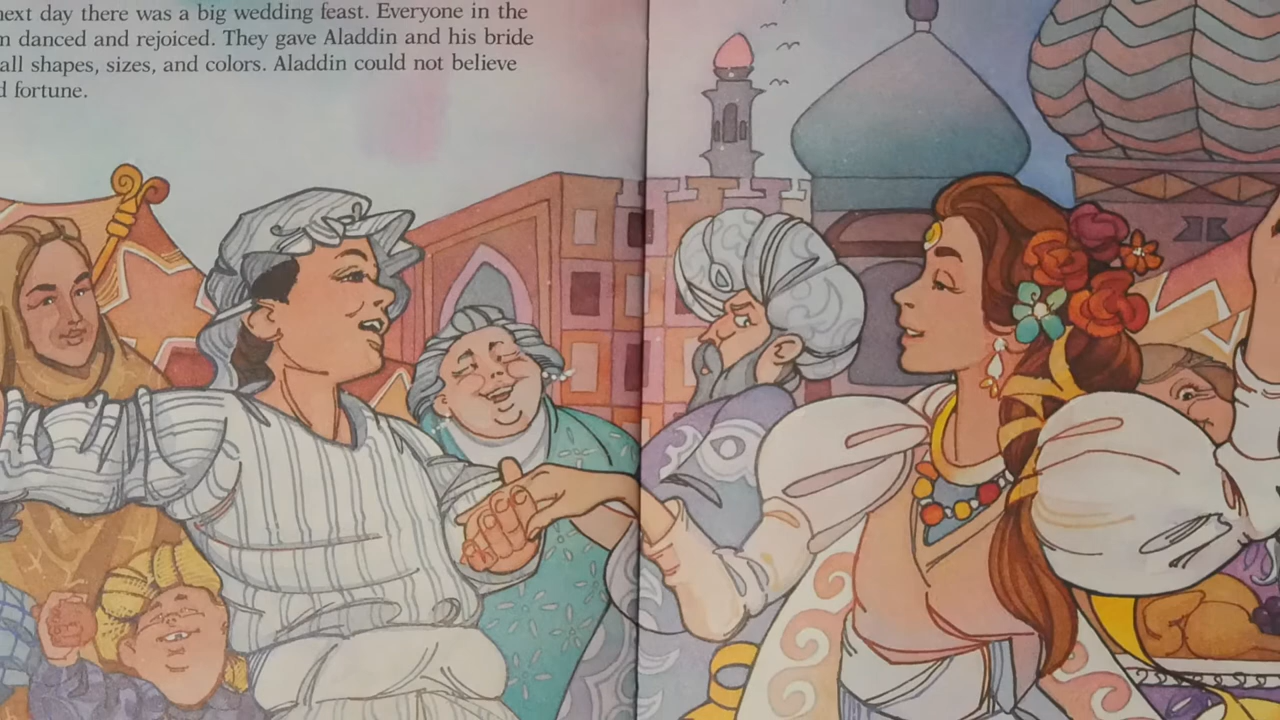 next day there was a big wedding feast. Everyone in the
danced and rejoiced. They gave Aladdin and his bride
all shapes, sizes, and colors. Aladdin could not believe
fortune.